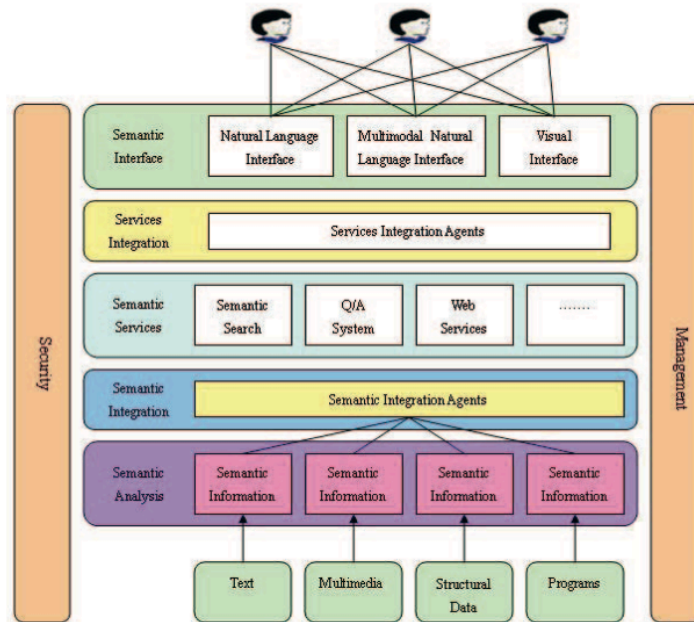 Security
Management
Semantic
Interface
Natural Language
Interface
Multimodal Natural
Language Interface
Visual
Interface
Services
Integration
Services Integration Agents
Semantic
Services
Semantic
Search
Q/A
System
Web
Services
.......
Semantic
Integration
Semantic Integration Agents
Semantic
Analysis
Semantic
Information
Semantic
Information
Semantic
Information
Semantic
Information
Text
Multimedia
Structural
Data
Programs